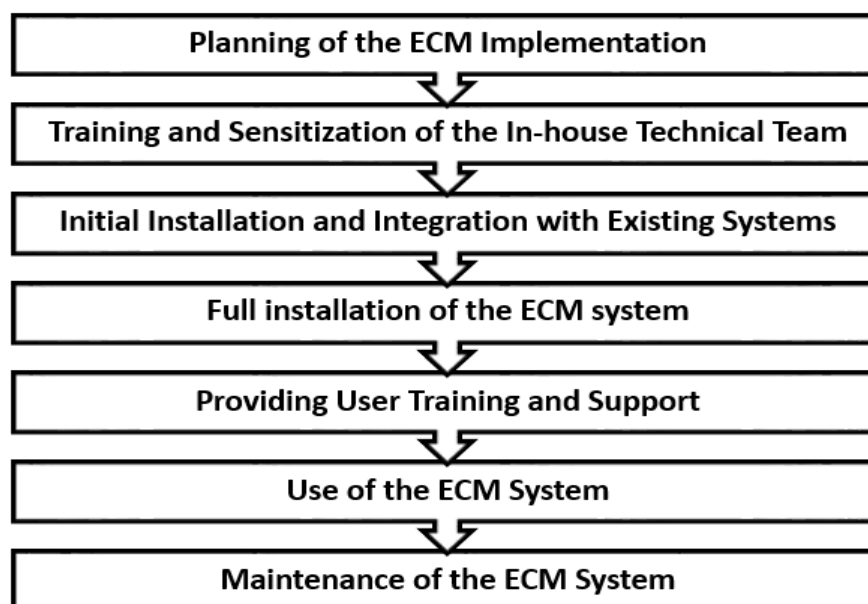 Planning of the ECM Implementation
Training and Sensitization of the In-house Technical Team
Initial Installation and Integration with Existing Systems
Full installation of the ECM system
Providing User Training and Support
Use of the ECM System
Maintenance of the ECM System